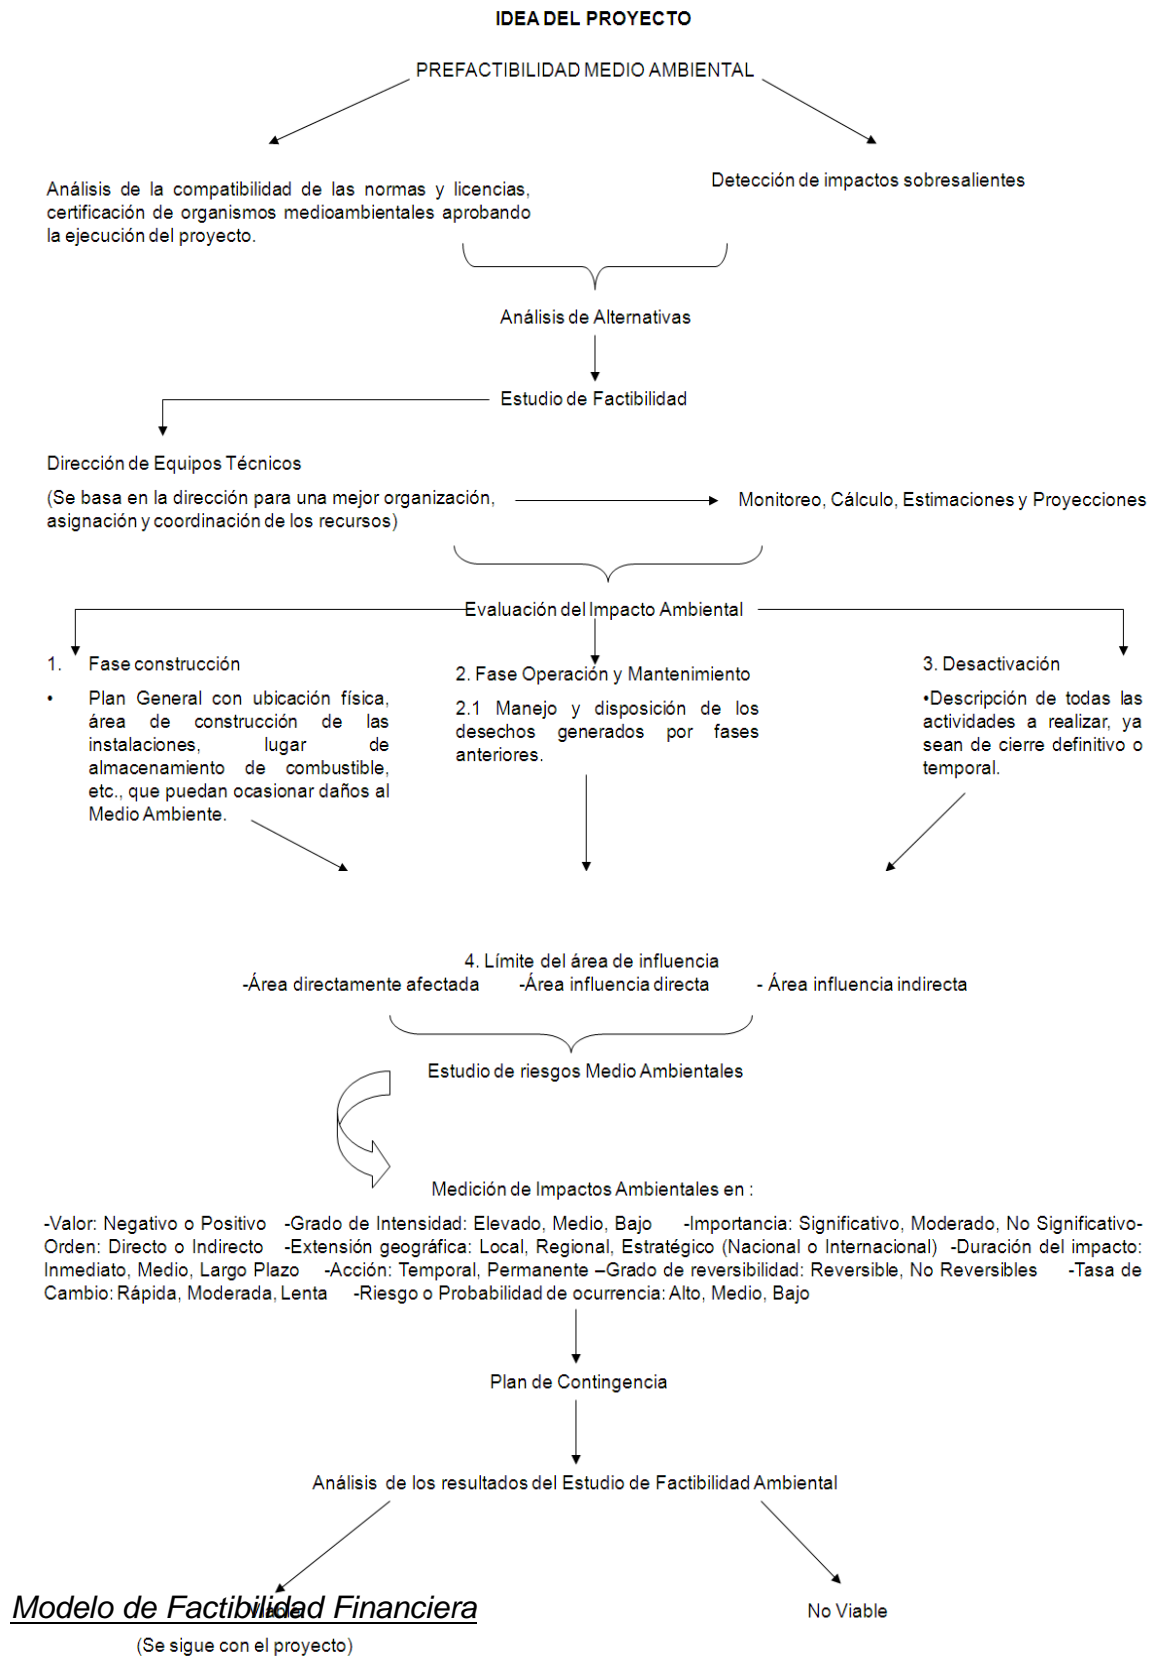 IDEA DEL PROYECTO
PREFACTIBILIDAD MEDIO AMBIENTAL
Análisis de la compatibilidad de las normas y licencias,
certificación de organismos medioambientales aprobando
la ejecución del proyecto.
Detección de impactos sobresalientes
Análisis de Alternativas
Estudio de Factibilidad
Dirección de Equipos Técnicos
(Se basa en la dirección para una mejor organización,
asignación y coordinación de los recursos)
Monitoreo, Cálculo, Estimaciones y Proyecciones
Evaluación del Impacto Ambiental
1. Fase construcción
• Plan General con ubicación física,
área de construcción de las
instalaciones, lugar de
almacenamiento de combustible,
etc., que puedan ocasionar daños al
Medio Ambiente.
2. Fase Operación y Mantenimiento
2.1 Manejo y disposición de los
desechos generados por fases
anteriores.
3. Desactivación
•Descripción de todas las
actividades a realizar, ya
sean de cierre definitivo o
temporal.
4. Límite del área de influencia
-Área directamente afectada -Área influencia directa - Área influencia indirecta
Estudio de riesgos Medio Ambientales
Medición de Impactos Ambientales en :
-Valor: Negativo o Positivo -Grado de Intensidad: Elevado, Medio, Bajo -Importancia: Significativo, Moderado, No Significativo-
Orden: Directo o Indirecto -Extensión geográfica: Local, Regional, Estratégico (Nacional o Internacional) -Duración del impacto:
Inmediato, Medio, Largo Plazo -Acción: Temporal, Permanente –Grado de reversibilidad: Reversible, No Reversibles -Tasa de
Cambio: Rápida, Moderada, Lenta -Riesgo o Probabilidad de ocurrencia: Alto, Medio, Bajo
Plan de Contingencia
Análisis de los resultados del Estudio de Factibilidad Ambiental
Modelo de Factibilidad Financiera
Viable
No Viable
(Se sigue con el proyecto)